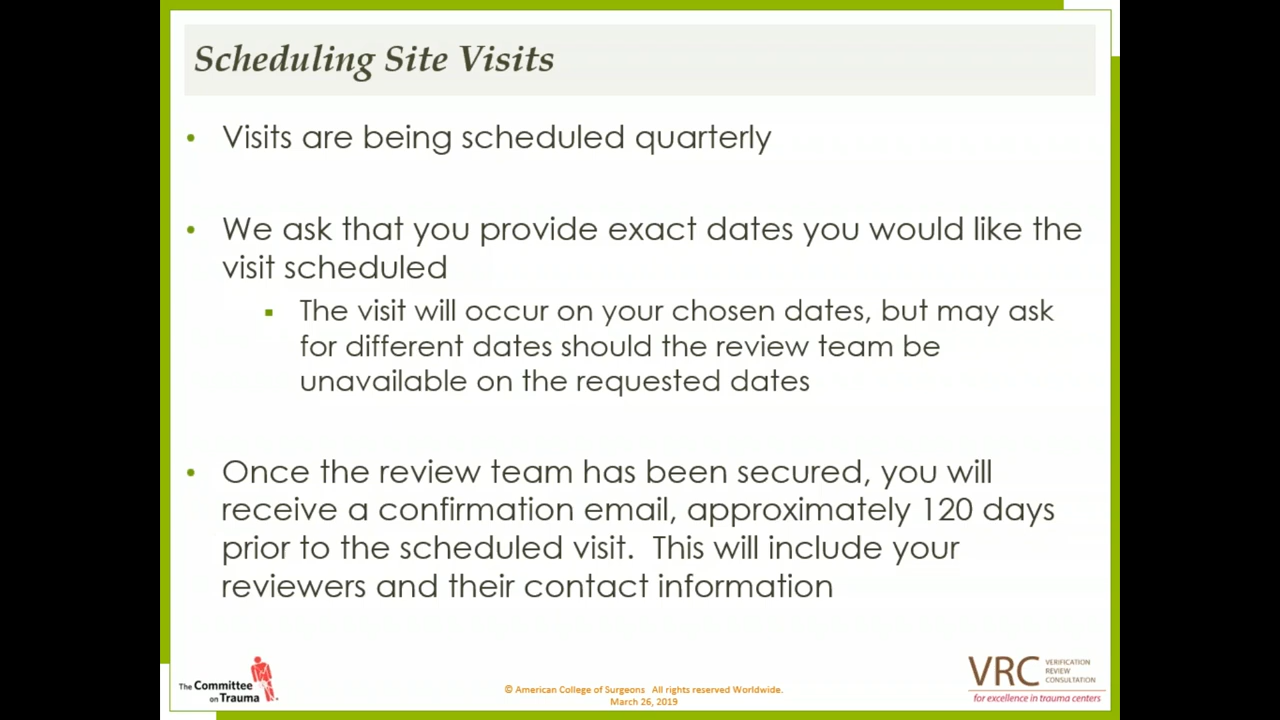 Scheduling Site Visits
• Visits are being scheduled quarterly
• We ask that you provide exact dates you would like the
visit scheduled
▪ The visit will occur on your chosen dates, but may ask
for different dates should the review team be
unavailable on the requested dates
• Once the review team has been secured, you will
receive a confirmation email, approximately 120 days
prior to the scheduled visit.  This will include your
reviewers and their contact information
The Committee
on Trauma
© American College of Surgeons   All rights reserved Worldwide.
March 26, 2019
VRC
VERIFICATION
REVIEW
CONSULTATION
for excellence in trauma centers